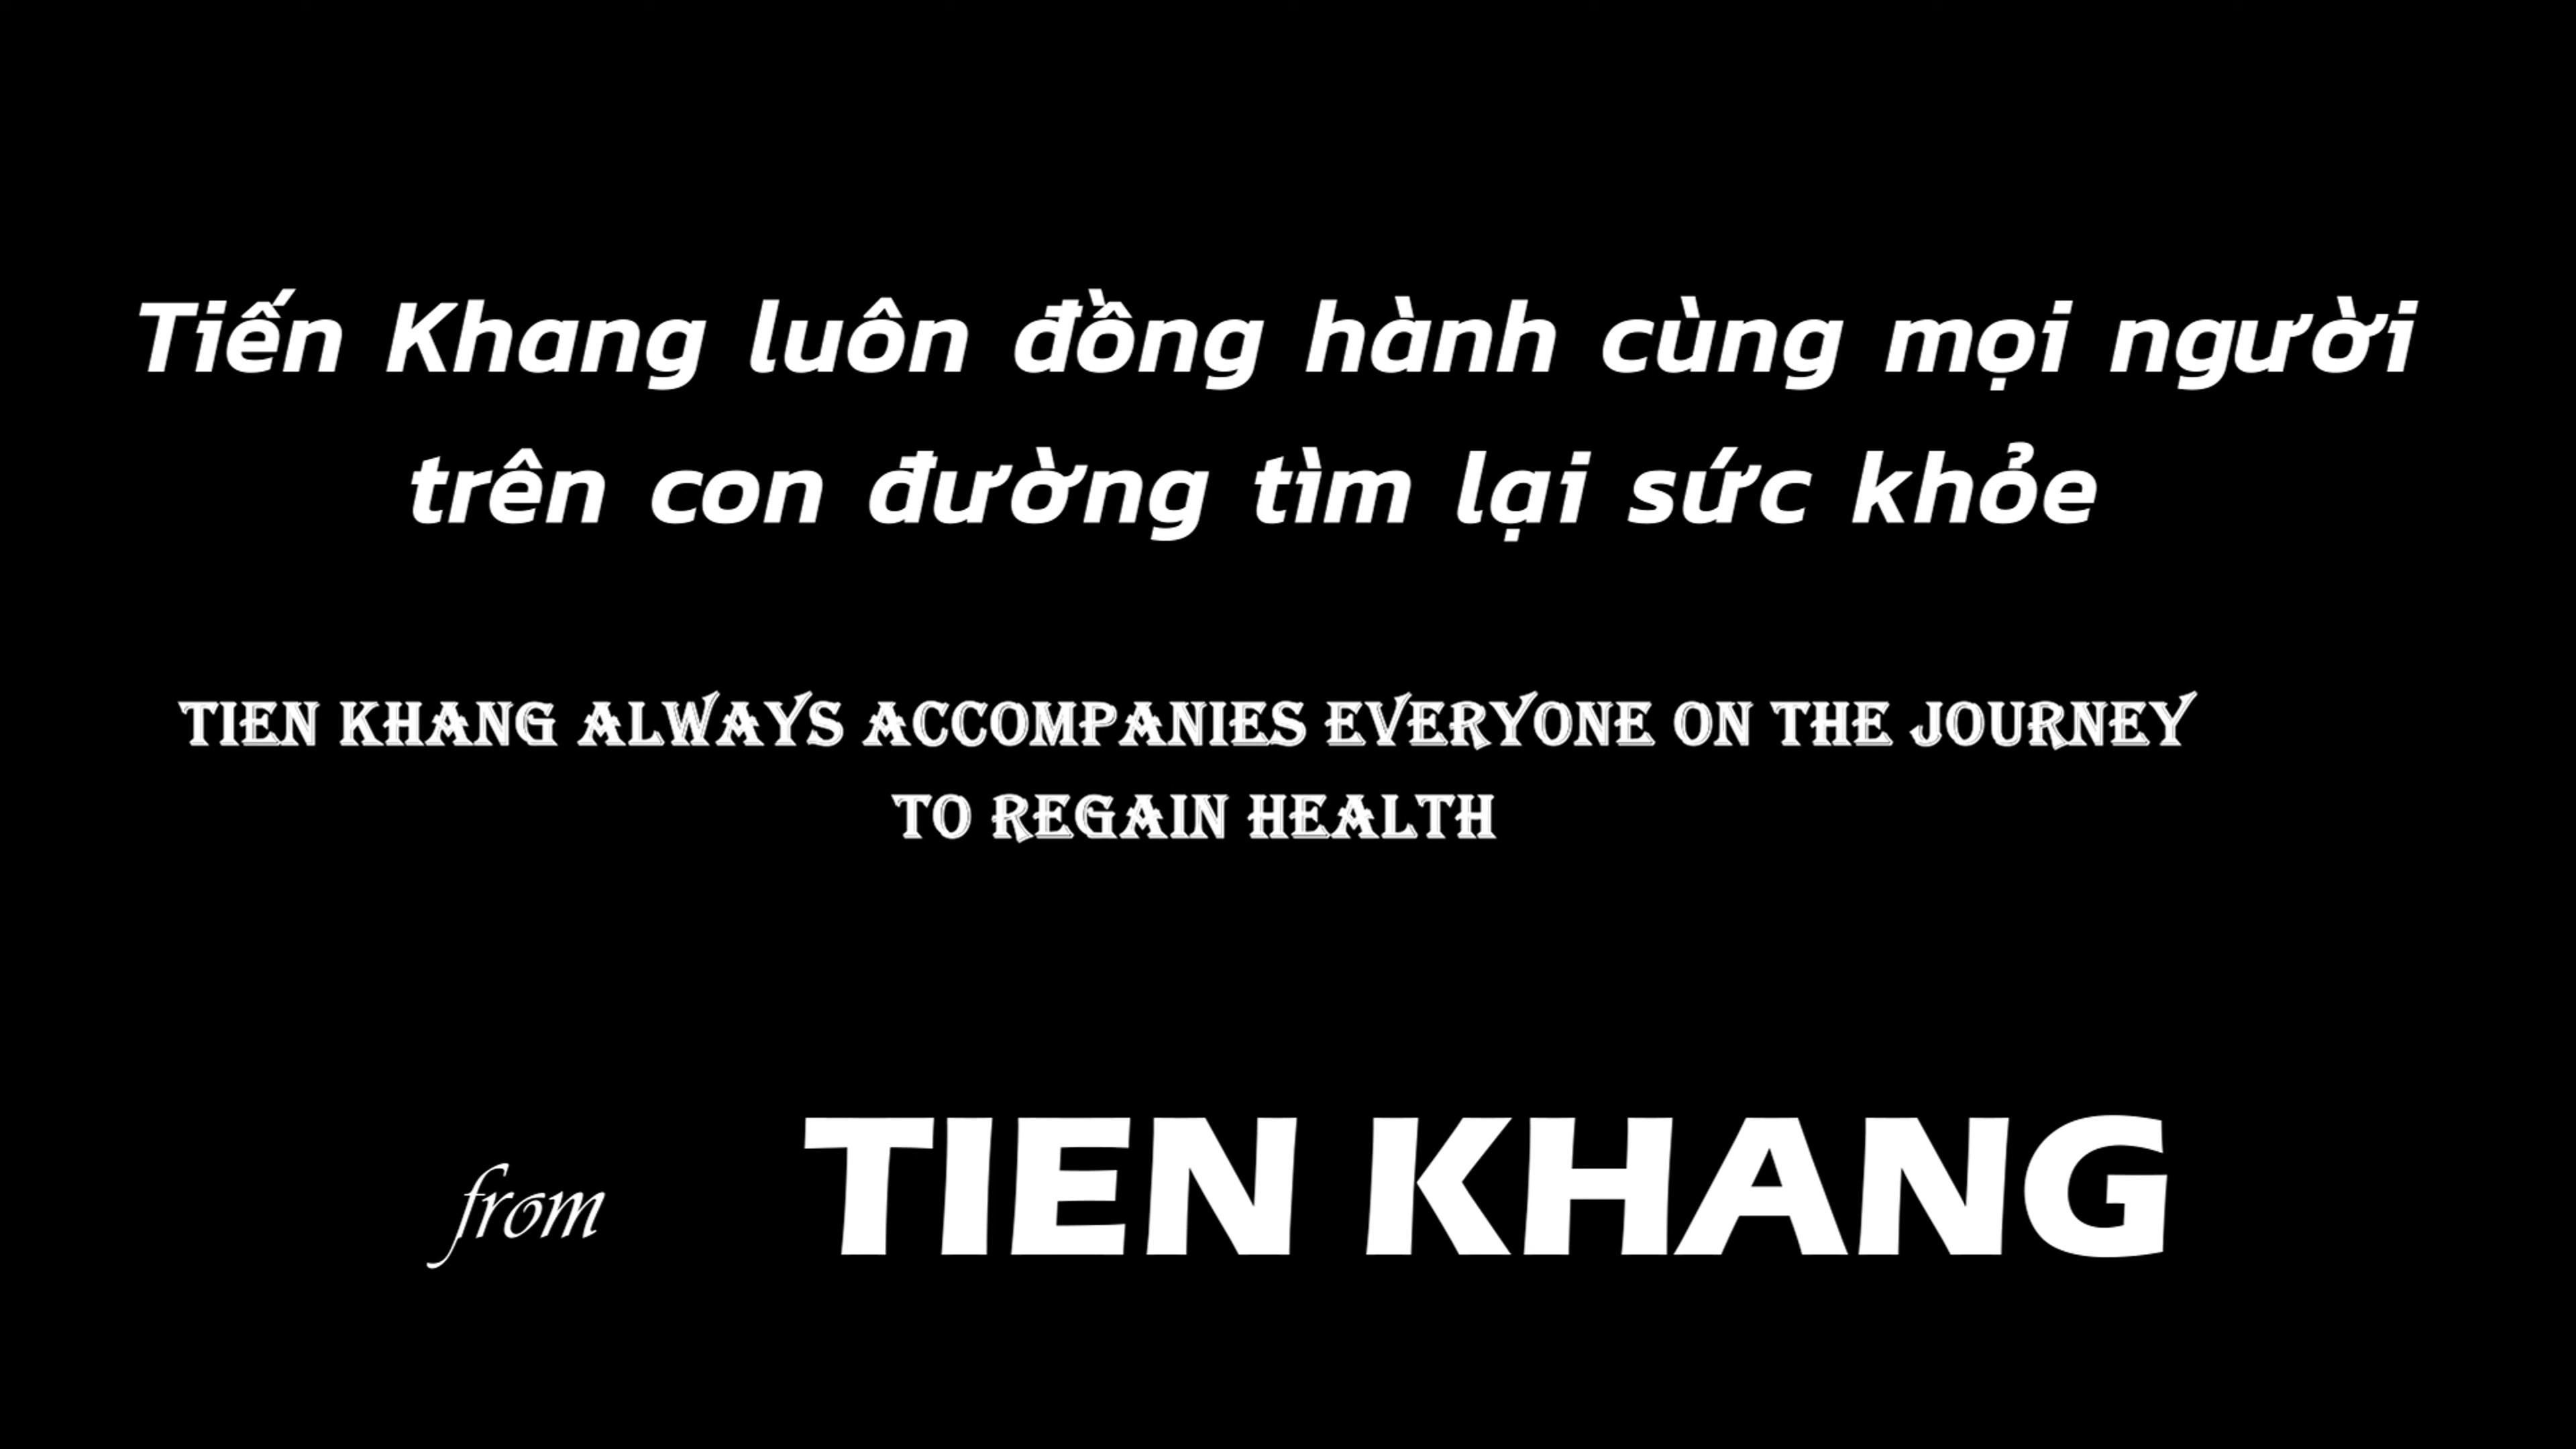 Tiến Khang luôn đồng hành cùng mọi người
trên con đường tìm lại sức khỏe
TIEN KHANG ALWAYS ACCOMPANIES EVERYONE ON THE JOURNEY
TO REGAIN HEALTH
from TIEN KHANG